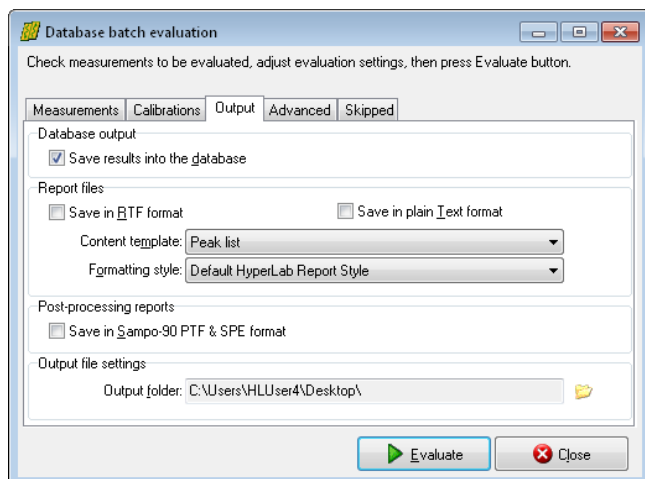 Database batch evaluation
Check measurements to be evaluated, adjust evaluation settings, then press Evaluate button.
Measurements Calibrations Output Advanced Skipped
Database output
Save results into the database
Report files
Save in RTF format Save in plain Text format
Content template: Peak list
Formatting style: Default HyperLab Report Style
Post-processing reports
Save in Sampo-90 PTF & SPE format
Output file settings
Output folder: C:\Users\HLUser4\Desktop\
Evaluate Close